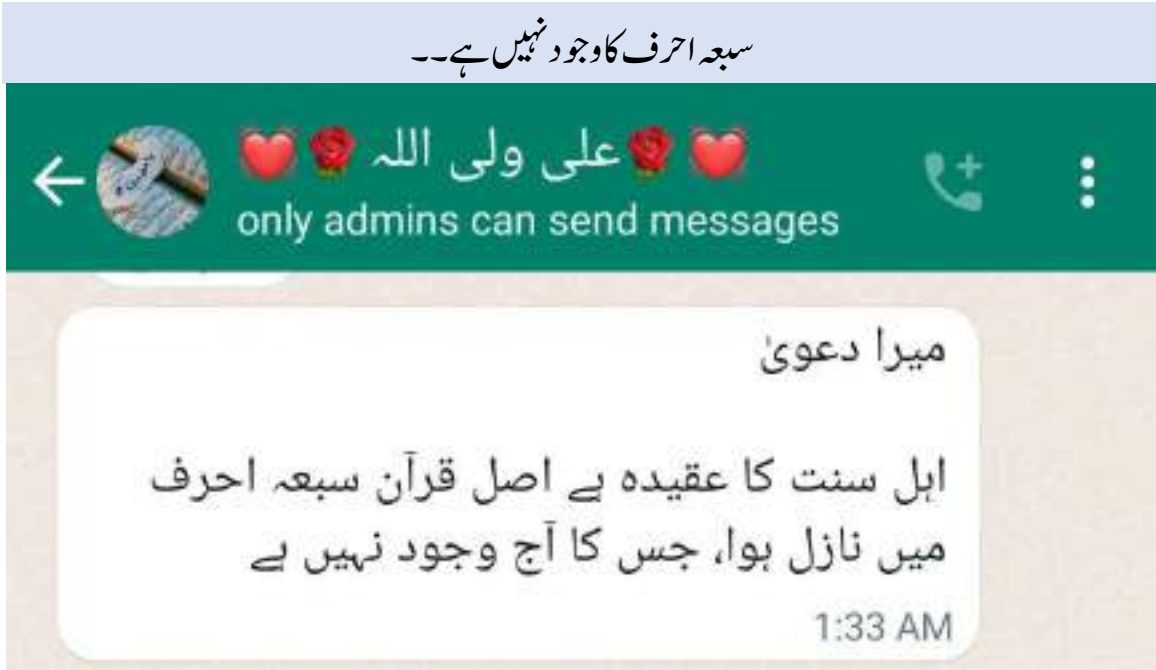 سبعہ احرف کا وجود نہیں ہے۔۔
💓🌹علی ولی اللہ🌹💓
only admins can send messages
میرا دعویٰ
اہل سنت کا عقیدہ ہے اصل قرآن سبعہ احرف
میں نازل ہوا، جس کا آج وجود نہیں ہے
1:33 AM